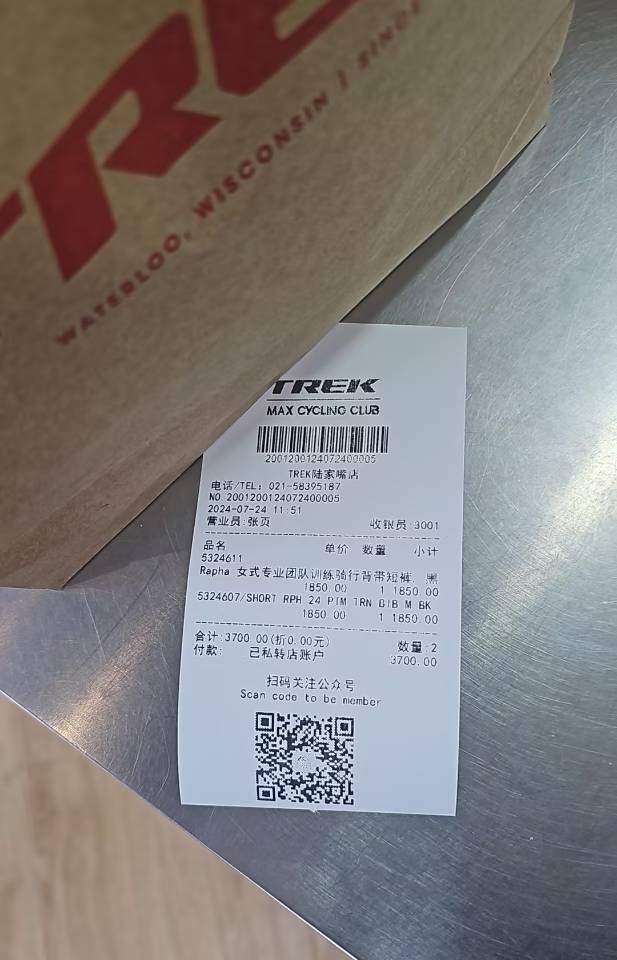 TREK
WATERLOO, WISCONSIN | SINCE
TREK
MAX CYCLING CLUB
2001200124072400005
TREK陆家嘴店
电话/TEL: 021-58395187
NO 2001200124072400005
2024-07-24 11:51
营业员:张页 收银员:3001
品名 单价 数量 小计
5324611
Rapha 女式专业团队训练骑行背带短裤, 黑
1850.00 1 1850.00
5324607/SHORT RPH 24 PTM TRN BIB M BK
1850.00 1 1850.00
合计:3700.00(折0.00元) 数量:2
付款: 已私转店账户 3700.00
扫码关注公众号
Scan code to be member